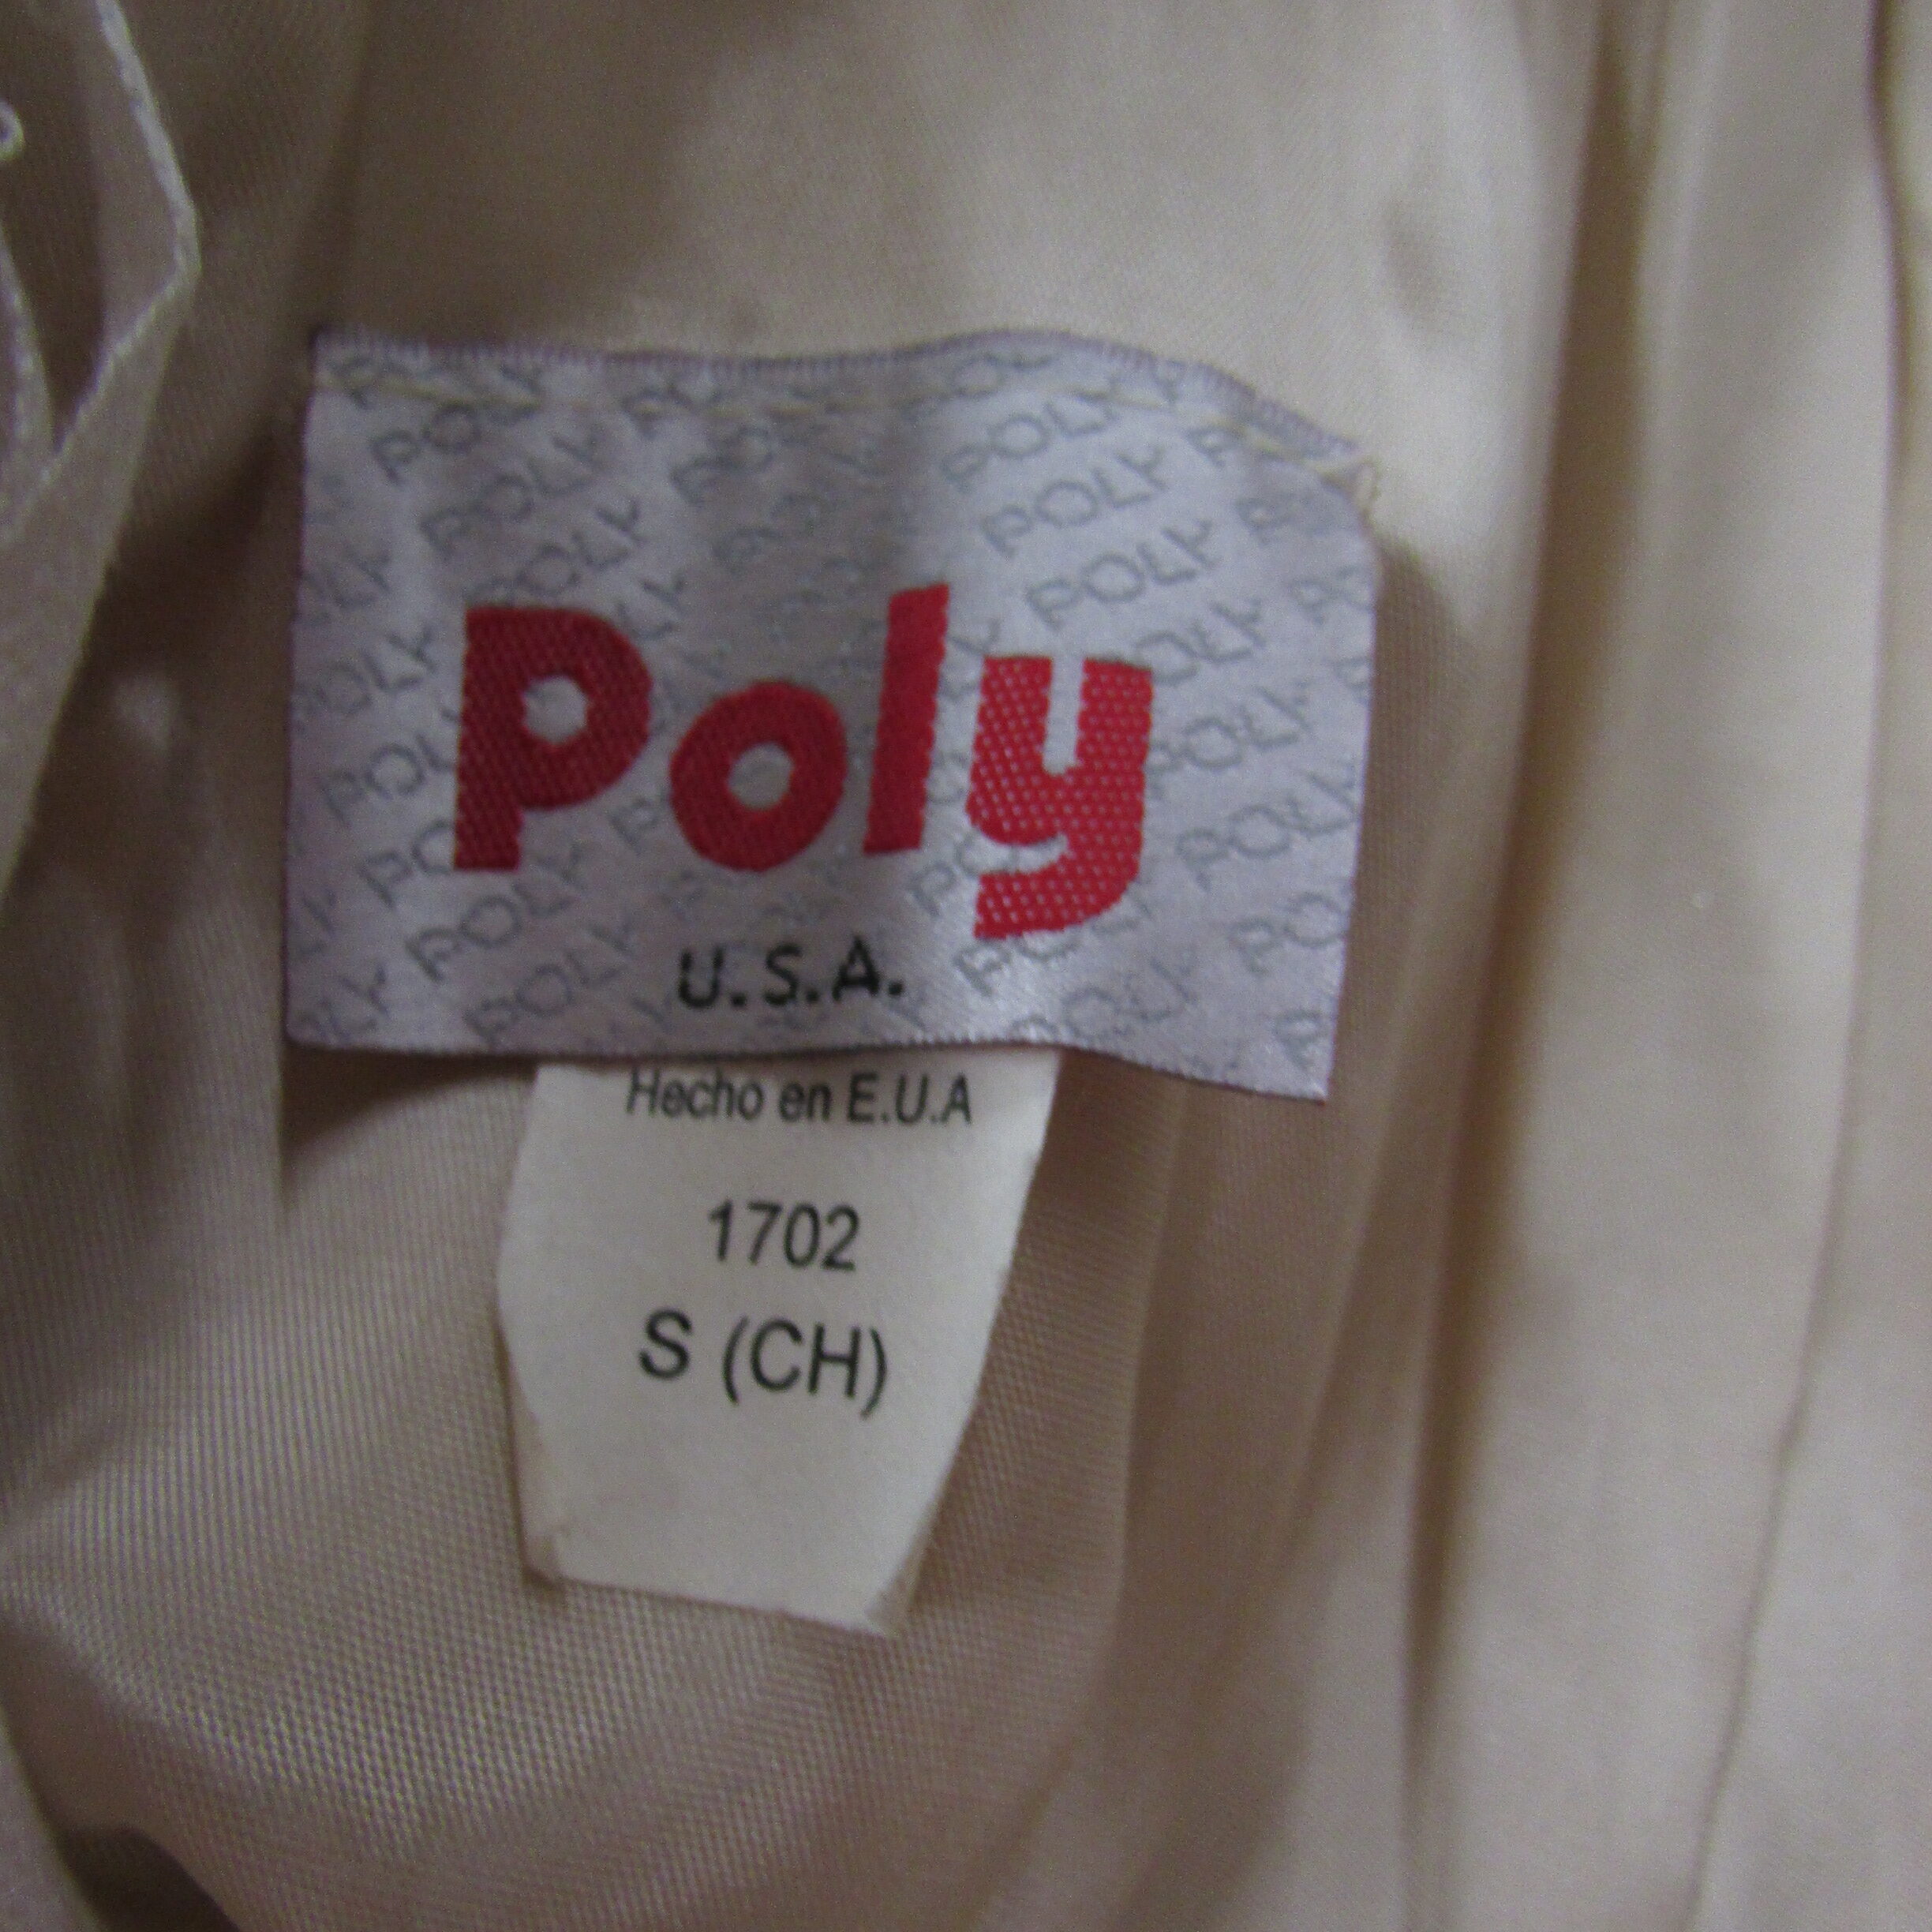 Poly
U.S.A.
Hecho en E.U.A
1702
S (CH)